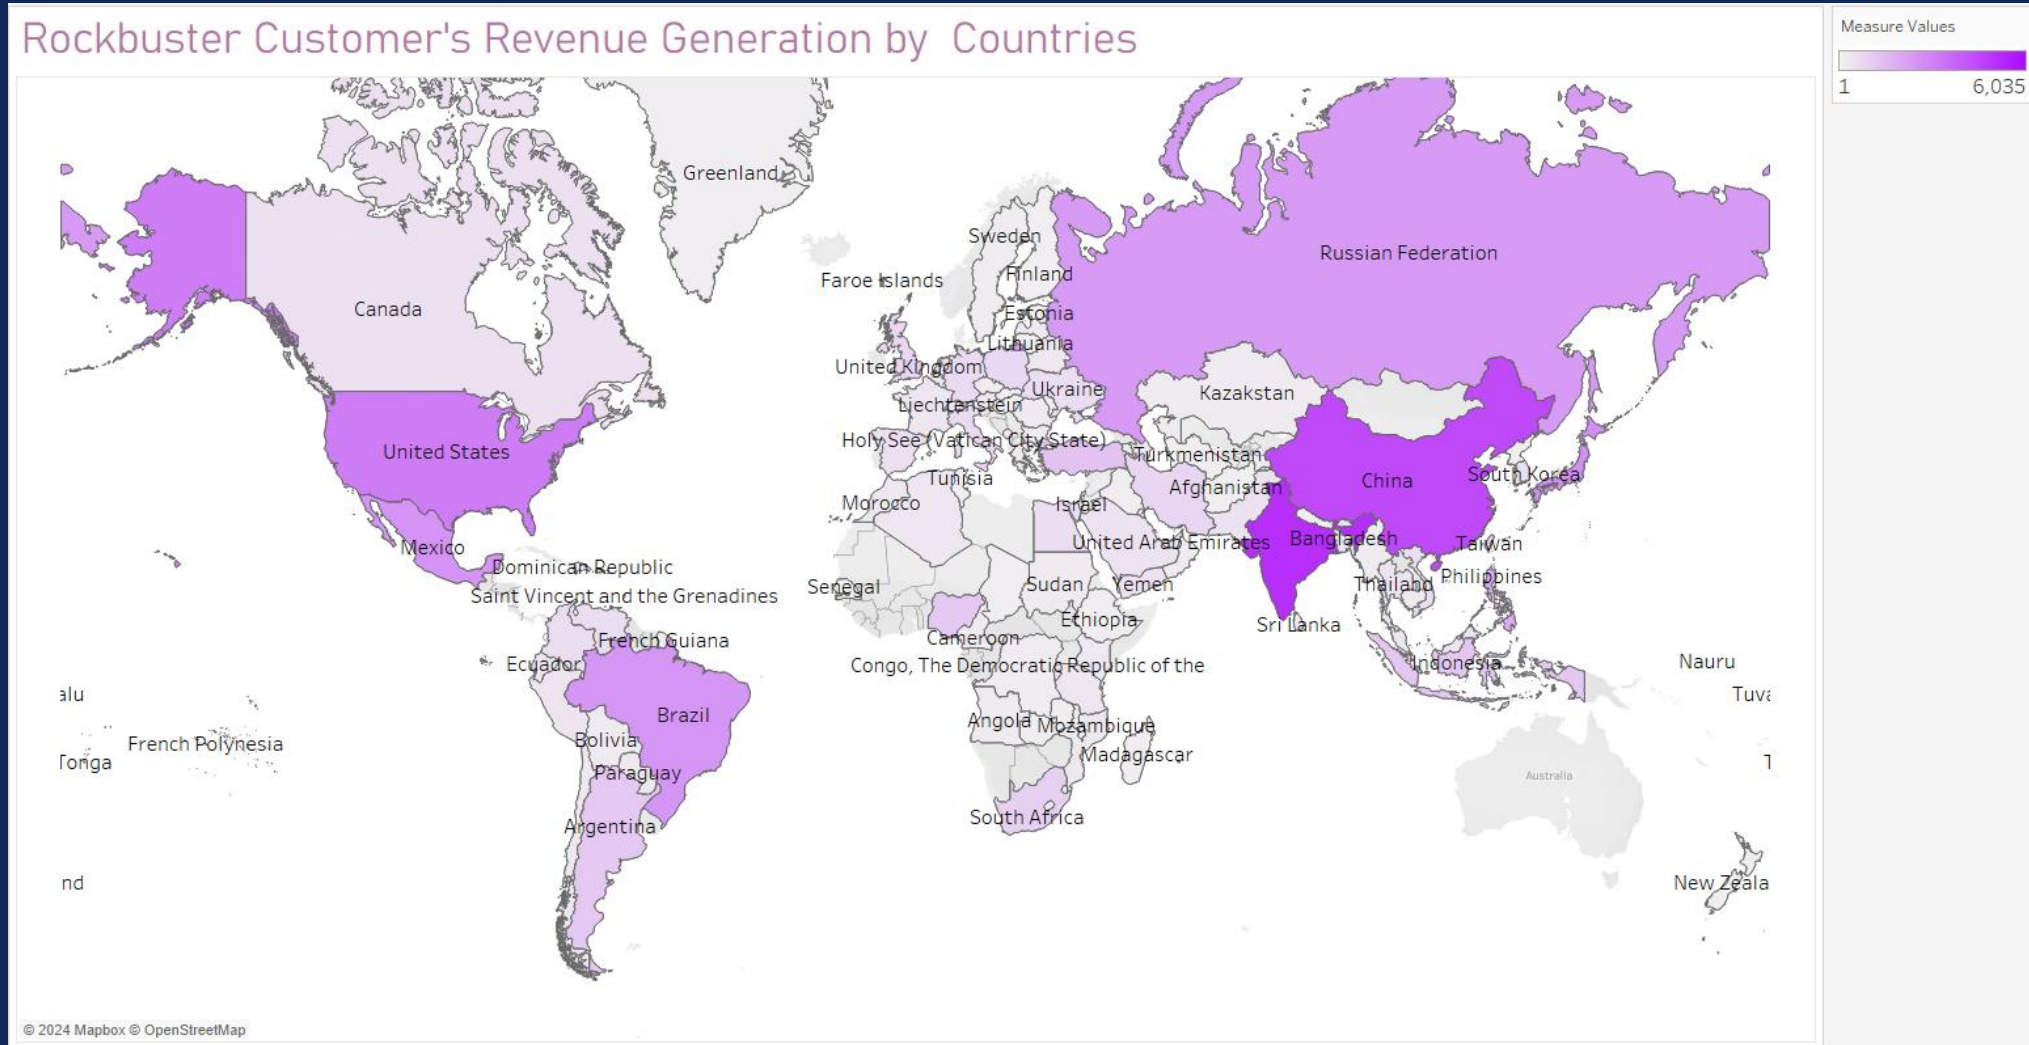 Rockbuster Customer's Revenue Generation by  Countries
Measure Values
1 6,035
Greenland
Sweden
Faroe Islands
Finland
Russian Federation
Canada
Estonia
Lithuania
United Kingdom
Ukraine
Kazakstan
Liechtenstein
Holy See (Vatican City State)
United States
Turkmenistan
Tunisia
China
South Korea
Morocco
Israel
Afghanistan
Mexico
United Arab Emirates
Bangladesh
Taiwan
Dominican Republic
Senegal
Sudan
Yemen
Thailand
Philippines
Saint Vincent and the Grenadines
Ethiopia
Sri Lanka
French Guiana
Cameroon
Ecuador
Congo, The Democratic Republic of the
Indonesia
Nauru
alu
Tuva
Brazil
Angola
Mozambique
French Polynesia
Bolivia
Madagascar
Tonga
T
Paraguay
Australia
Argentina
South Africa
nd
New Zeala
© 2024 Mapbox © OpenStreetMap